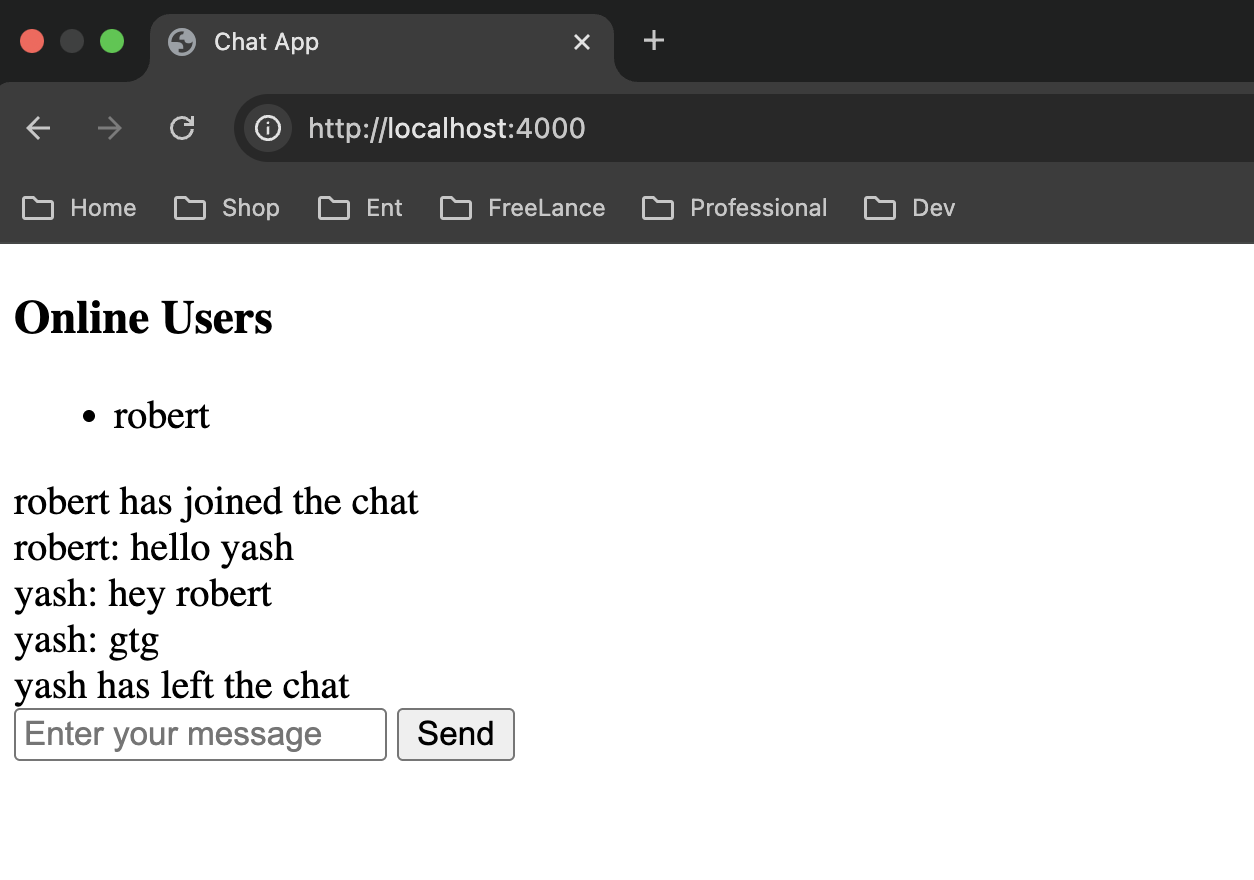 Chat App
http://localhost:4000
Home Shop Ent FreeLance Professional Dev
Online Users
• robert
robert has joined the chat
robert: hello yash
yash: hey robert
yash: gtg
yash has left the chat
Enter your message Send